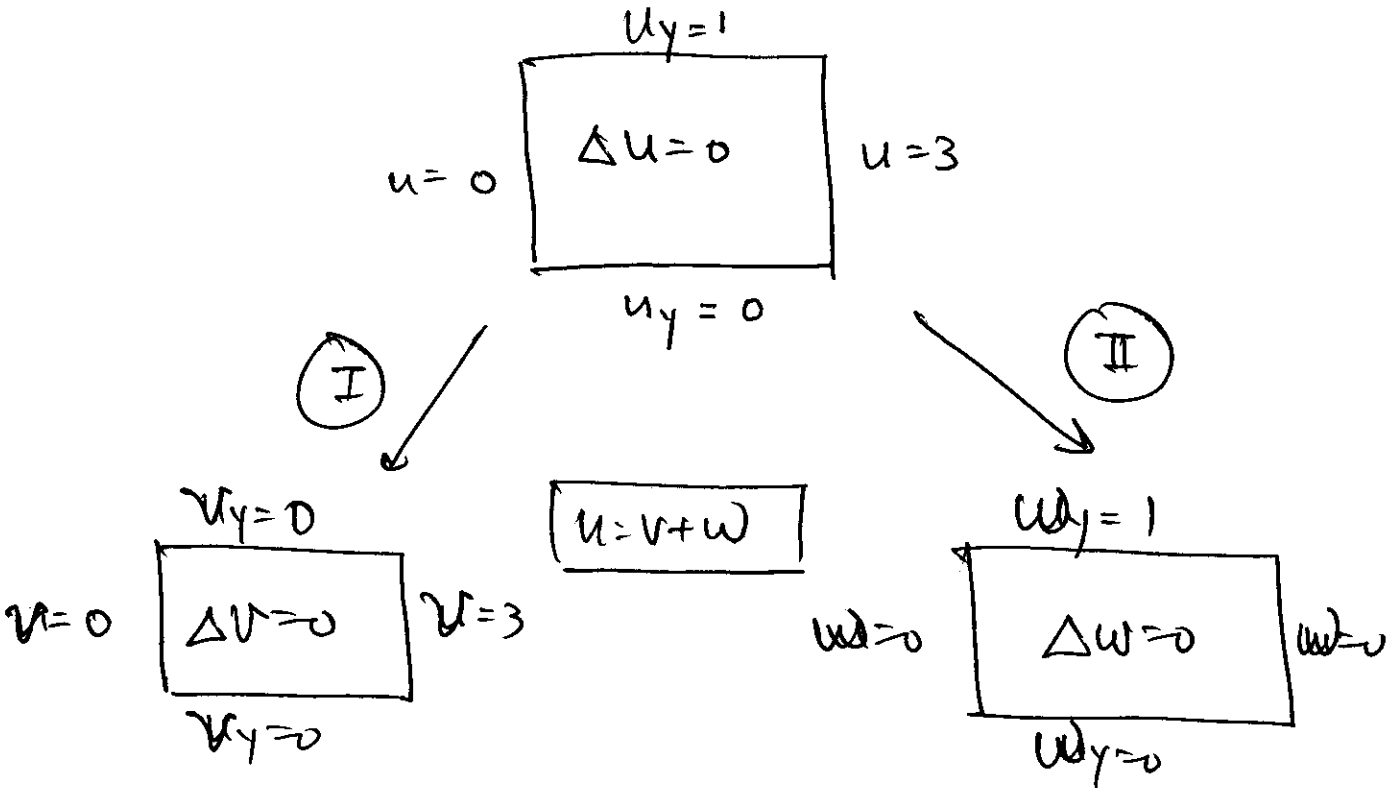 u_y = 1
u = 0
Δu = 0
u = 3
u_y = 0
I
II
v_y = 0
u = v + w
w_y = 1
v = 0
Δv = 0
v = 3
w = 0
Δw = 0
w = 0
v_y = 0
w_y = 0